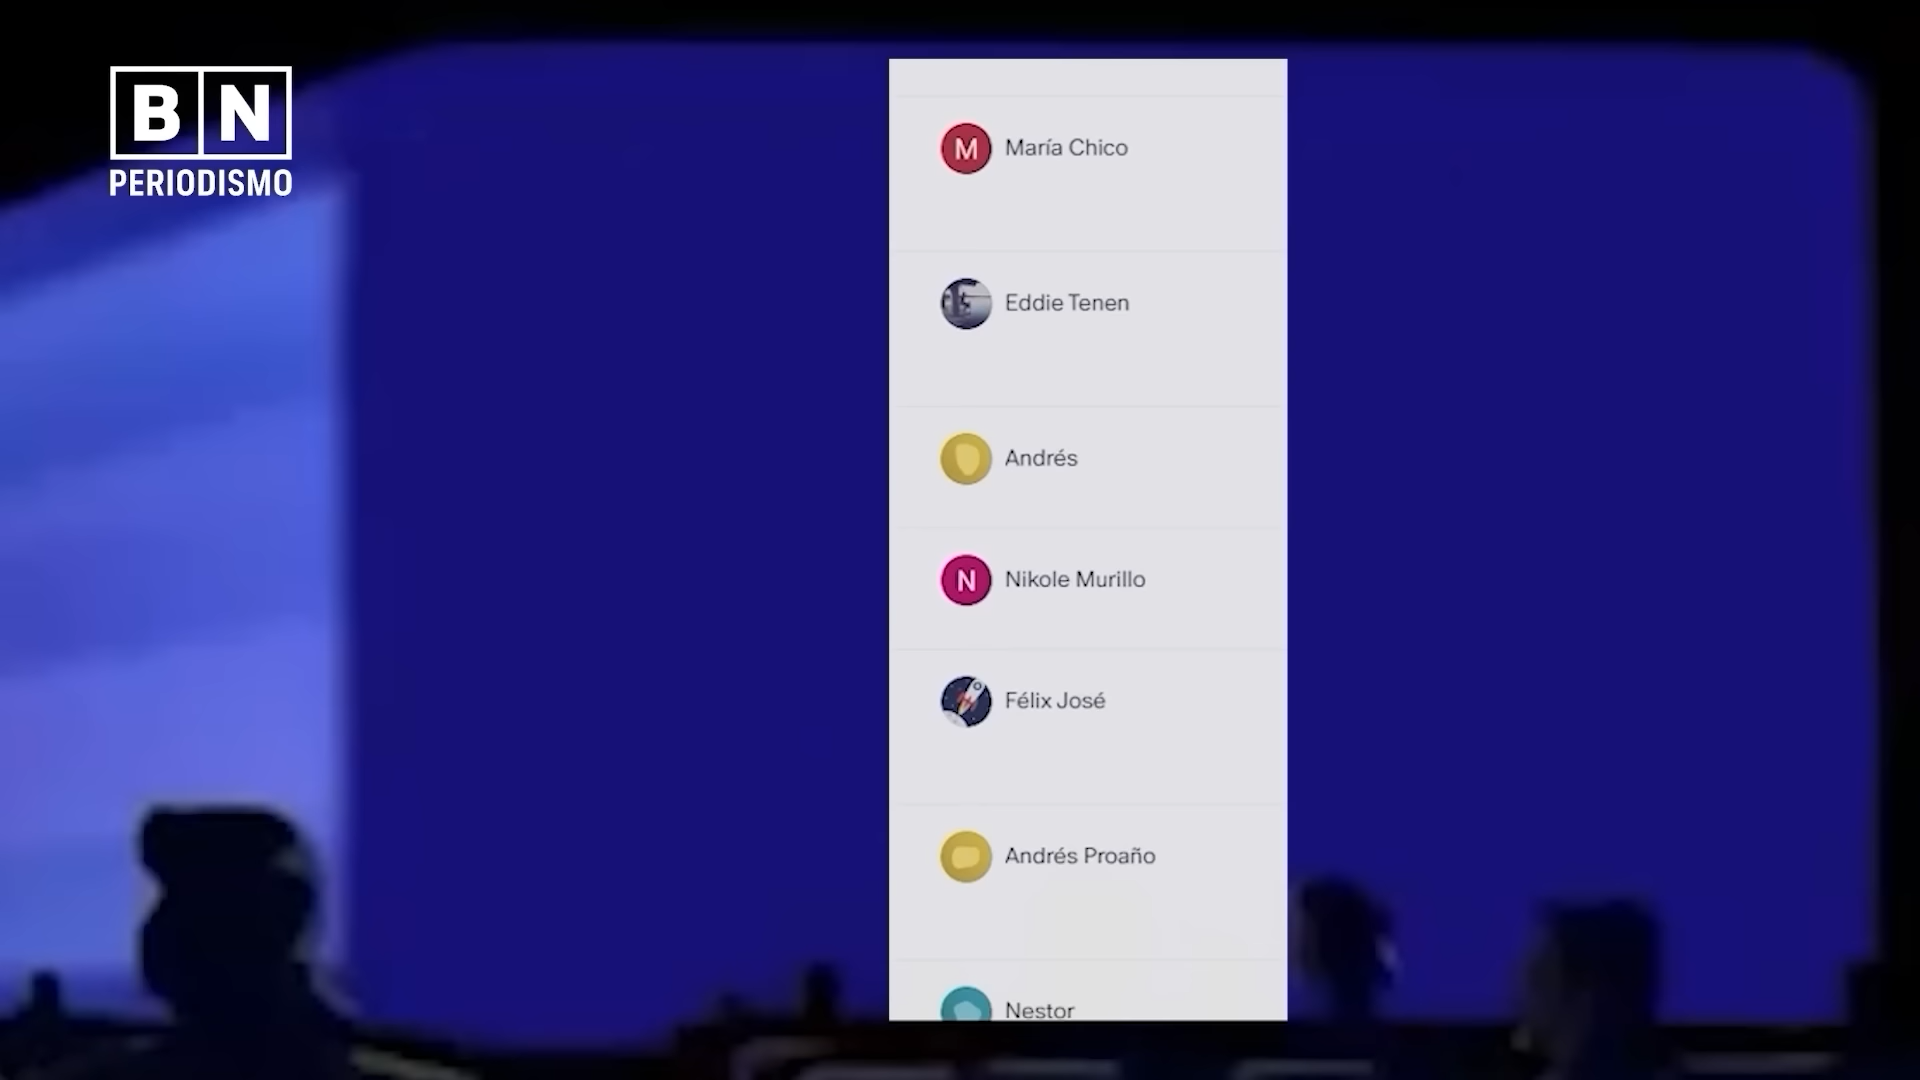 BN
PERIODISMO
M María Chico
Eddie Tenen
Andrés
N Nikole Murillo
Félix José
Andrés Proaño
Nestor